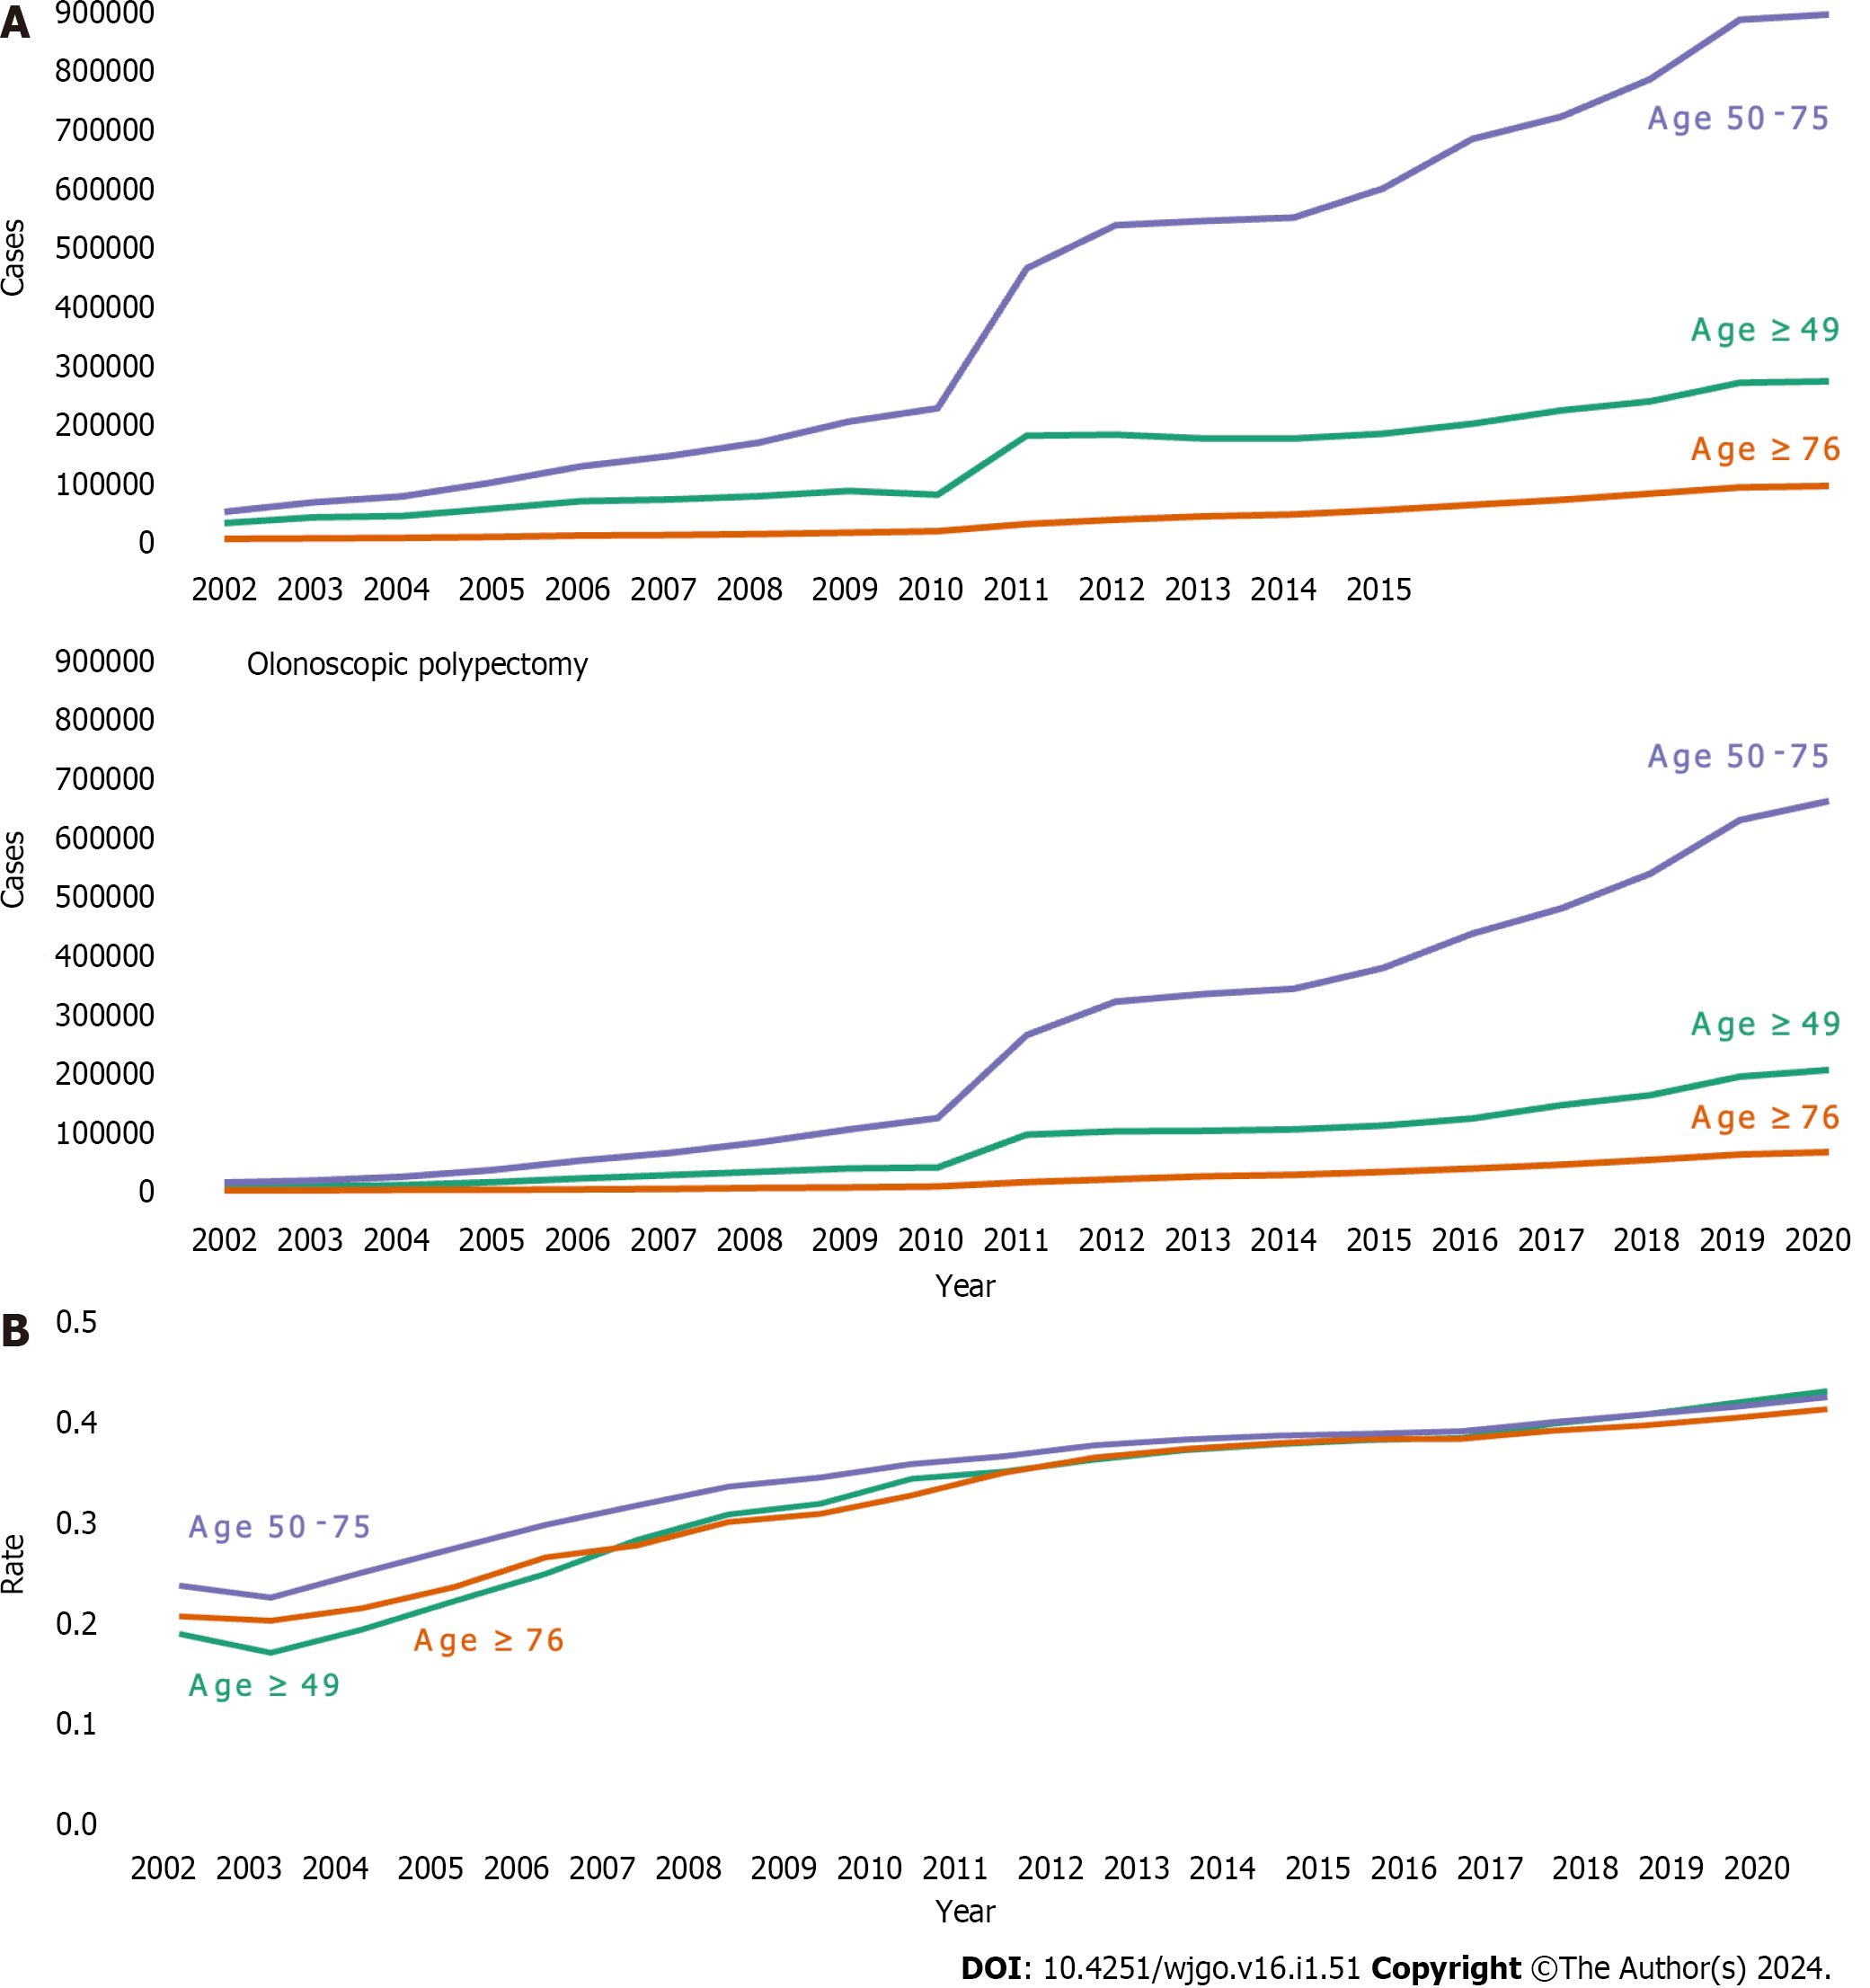 A
900000
800000
700000
600000
500000
400000
300000
200000
100000
0
Cases
Age 50-75
Age ≥ 49
Age ≥ 76
2002 2003 2004 2005 2006 2007 2008 2009 2010 2011 2012 2013 2014 2015
Olonoscopic polypectomy
900000
800000
700000
600000
500000
400000
300000
200000
100000
0
Cases
Age 50-75
Age ≥ 49
Age ≥ 76
2002 2003 2004 2005 2006 2007 2008 2009 2010 2011 2012 2013 2014 2015 2016 2017 2018 2019 2020
Year
B
0.5
0.4
0.3
0.2
0.1
0.0
Rate
Age 50-75
Age ≥ 76
Age ≥ 49
2002 2003 2004 2005 2006 2007 2008 2009 2010 2011 2012 2013 2014 2015 2016 2017 2018 2019 2020
Year
DOI: 10.4251/wjgo.v16.i1.51 Copyright ©The Author(s) 2024.